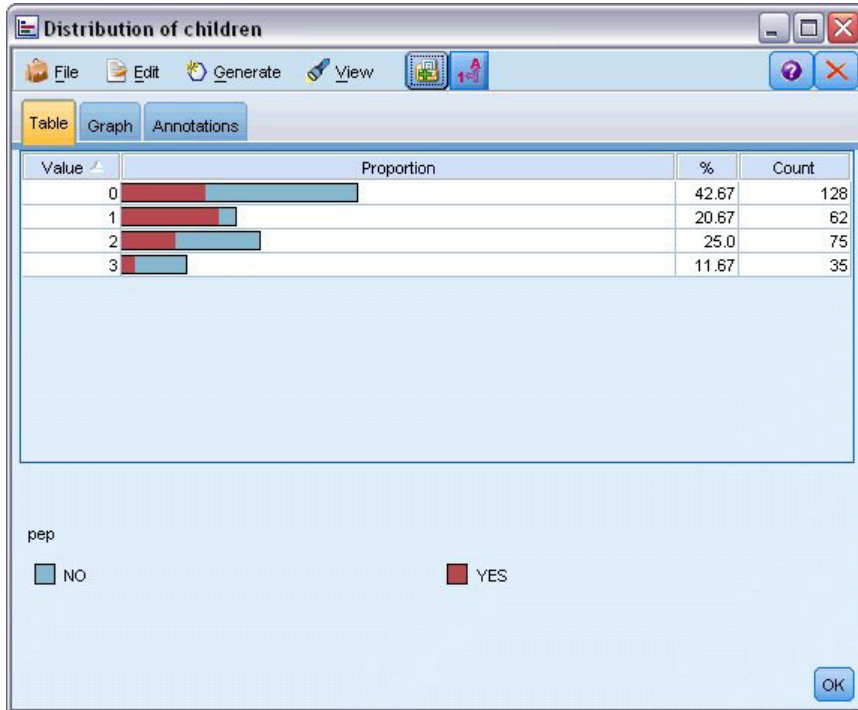 Distribution of children
File Edit Generate View
Table Graph Annotations
Value Proportion % Count
0 42.67 128
1 20.67 62
2 25.0 75
3 11.67 35
pep
NO YES
OK